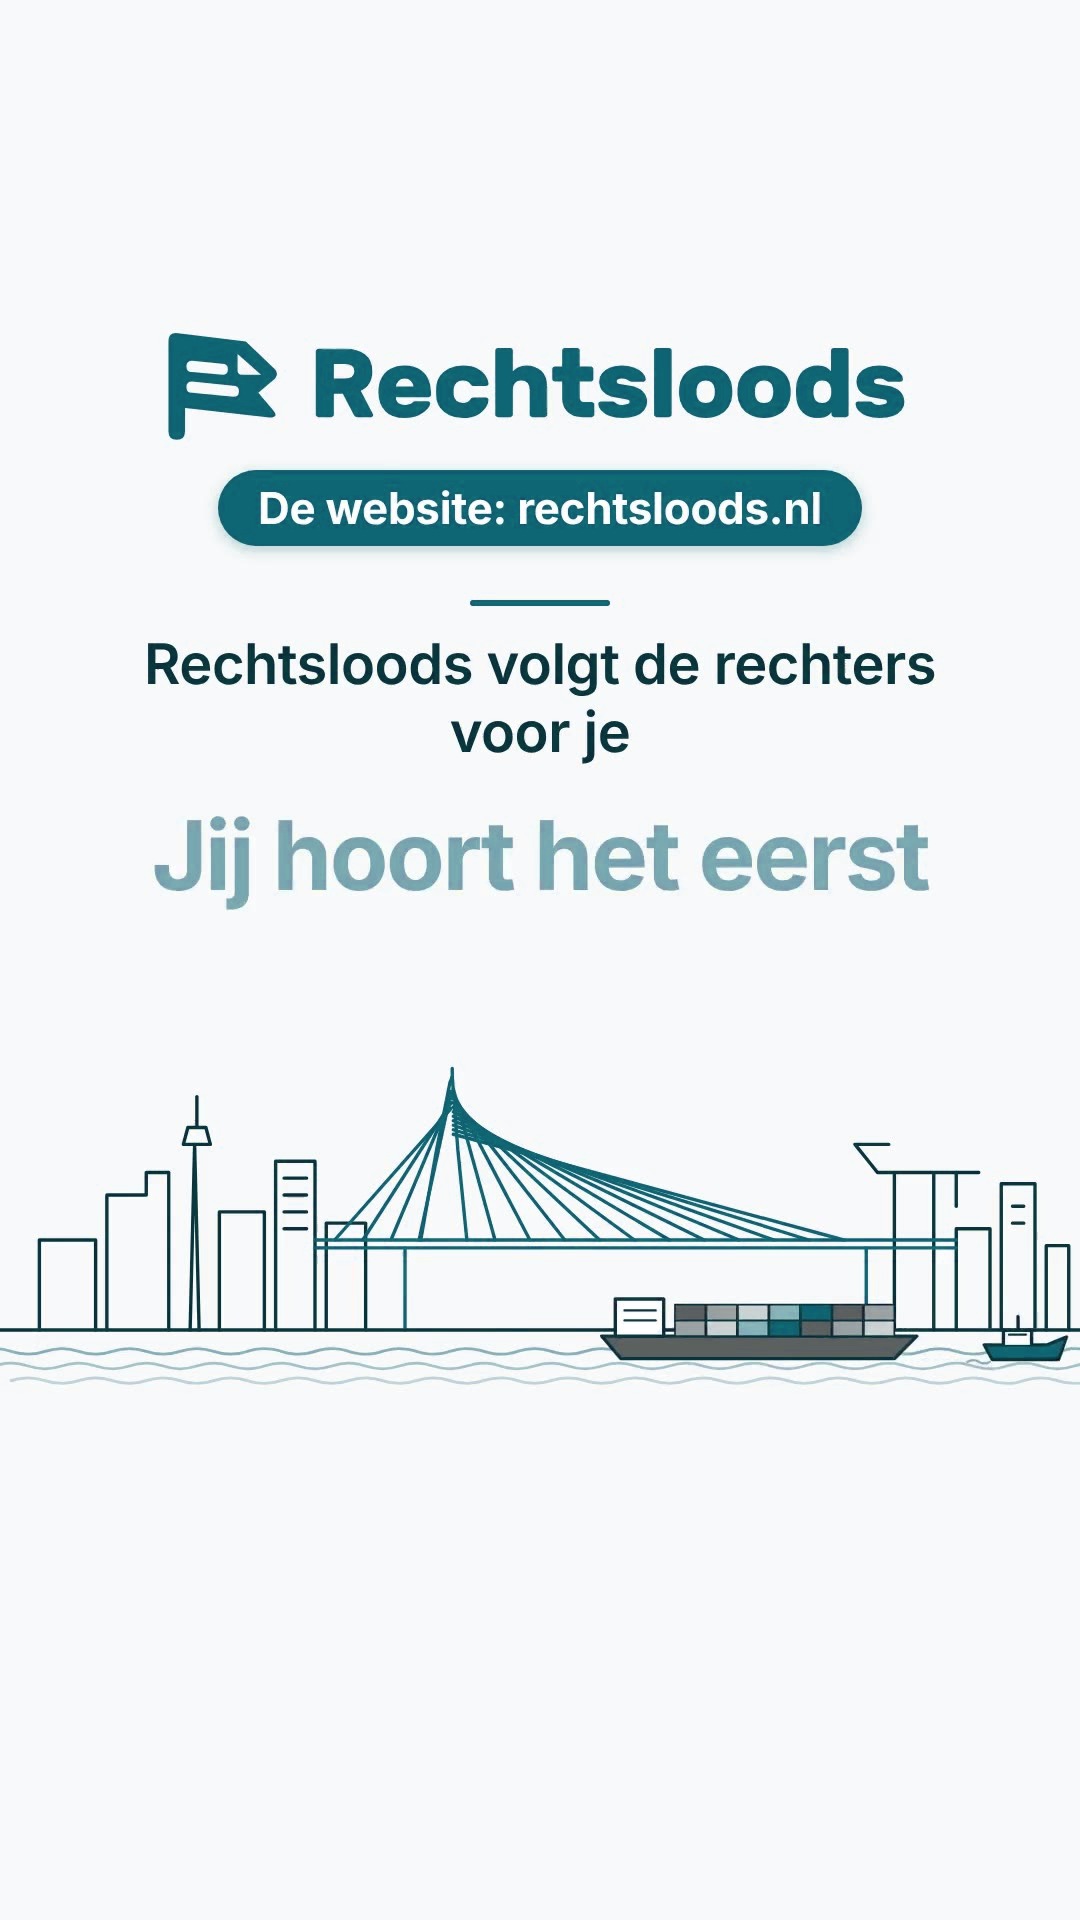 Rechtsloods
De website: rechtsloods.nl
Rechtsloods volgt de rechters
voor je
Jij hoort het eerst